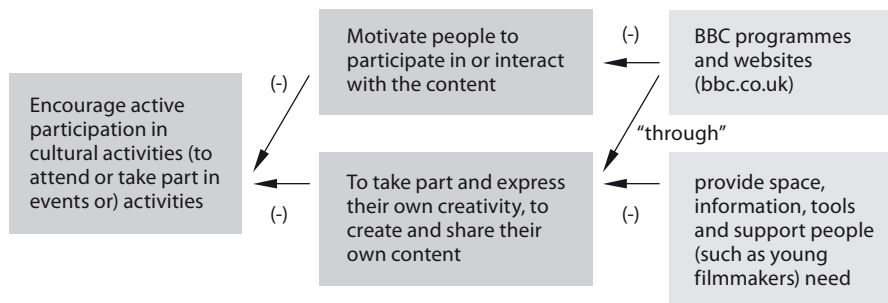 Encourage active
participation in
cultural activities (to
attend or take part in
events or) activities
(-)
(-)
Motivate people to
participate in or interact
with the content
To take part and express
their own creativity, to
create and share their
own content
(-)
"through"
(-)
BBC programmes
and websites
(bbc.co.uk)
provide space,
information, tools
and support people
(such as young
filmmakers) need